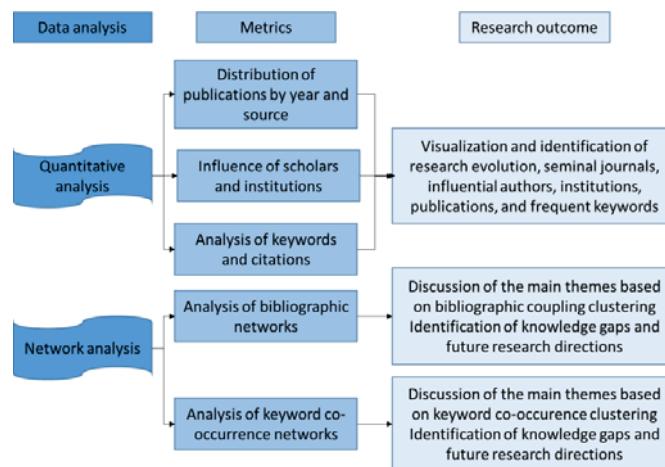 Data analysis
Metrics
Research outcome
Distribution of
publications by year and
source
Quantitative
analysis
Influence of scholars
and institutions
Visualization and identification of
research evolution, seminal journals,
influential authors, institutions,
publications, and frequent keywords
Analysis of keywords
and citations
Network analysis
Analysis of bibliographic
networks
Discussion of the main themes based
on bibliographic coupling clustering
Identification of knowledge gaps and
future research directions
Analysis of keyword co-
occurrence networks
Discussion of the main themes based
on keyword co-occurence clustering
Identification of knowledge gaps and
future research directions